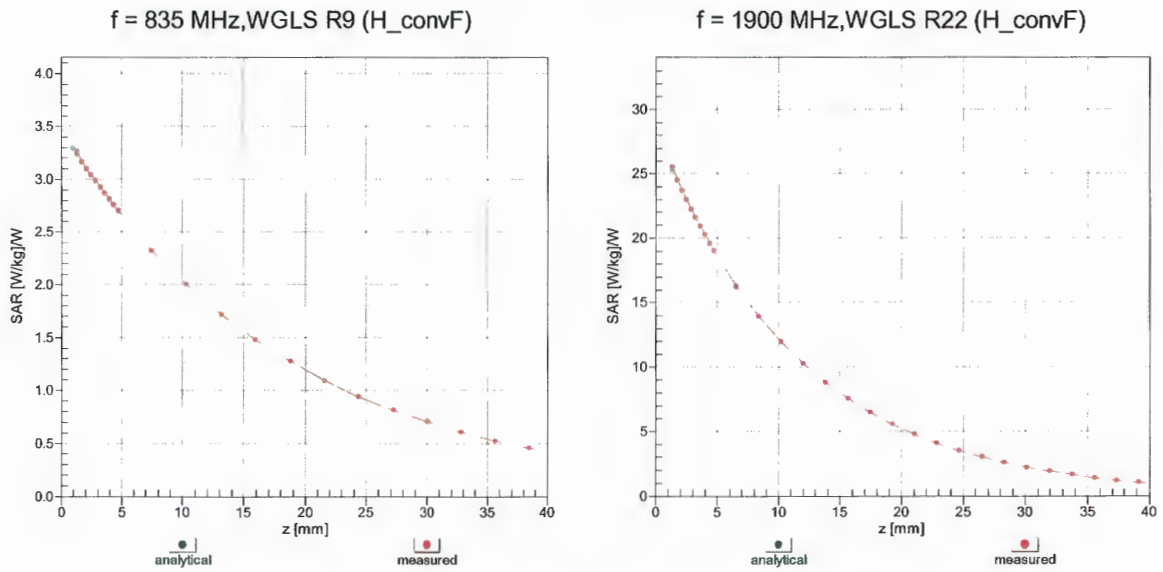 f = 835 MHz,WGLS R9 (H_convF)
4.0
3.5
3.0
2.5
2.0
1.5
1.0
0.5
0.0
SAR [W/kg]/W
0 5 10 15 20 25 30 35 40
z [mm]
analytical measured
f = 1900 MHz,WGLS R22 (H_convF)
30
25
20
15
10
5
0
SAR [W/kg]/W
0 5 10 15 20 25 30 35 40
z [mm]
analytical measured